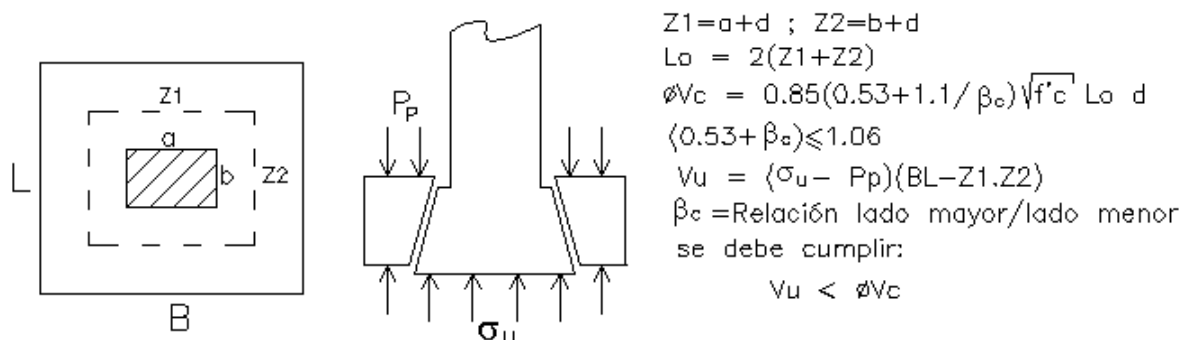 Z1
a
b
Z2
L
B
Pp
σu
Z1=a+d ; Z2=b+d
Lo = 2(Z1+Z2)
øVc = 0.85(0.53+1.1/βc)√f'c Lo d
(0.53+βc)≤1.06
Vu = (σu- Pp)(BL-Z1.Z2)
βc=Relación lado mayor/lado menor
se debe cumplir:
Vu < øVc